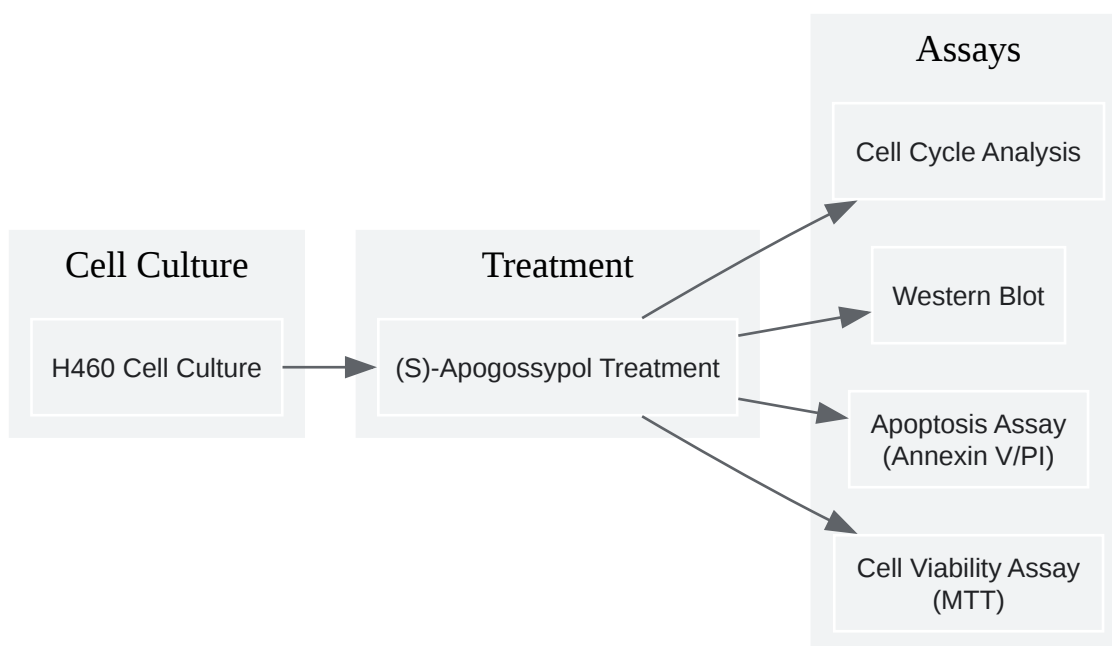 Cell Culture
H460 Cell Culture
Treatment
(S)-Apogossypol Treatment
Assays
Cell Cycle Analysis
Western Blot
Apoptosis Assay
(Annexin V/PI)
Cell Viability Assay
(MTT)